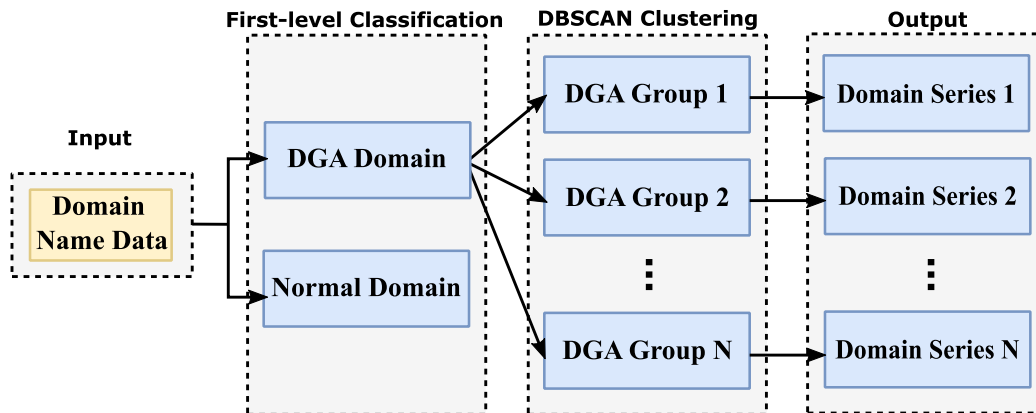 First-level Classification
DBSCAN Clustering
Output
Input
Domain
Name Data
DGA Domain
Normal Domain
DGA Group 1
DGA Group 2
DGA Group N
Domain Series 1
Domain Series 2
Domain Series N